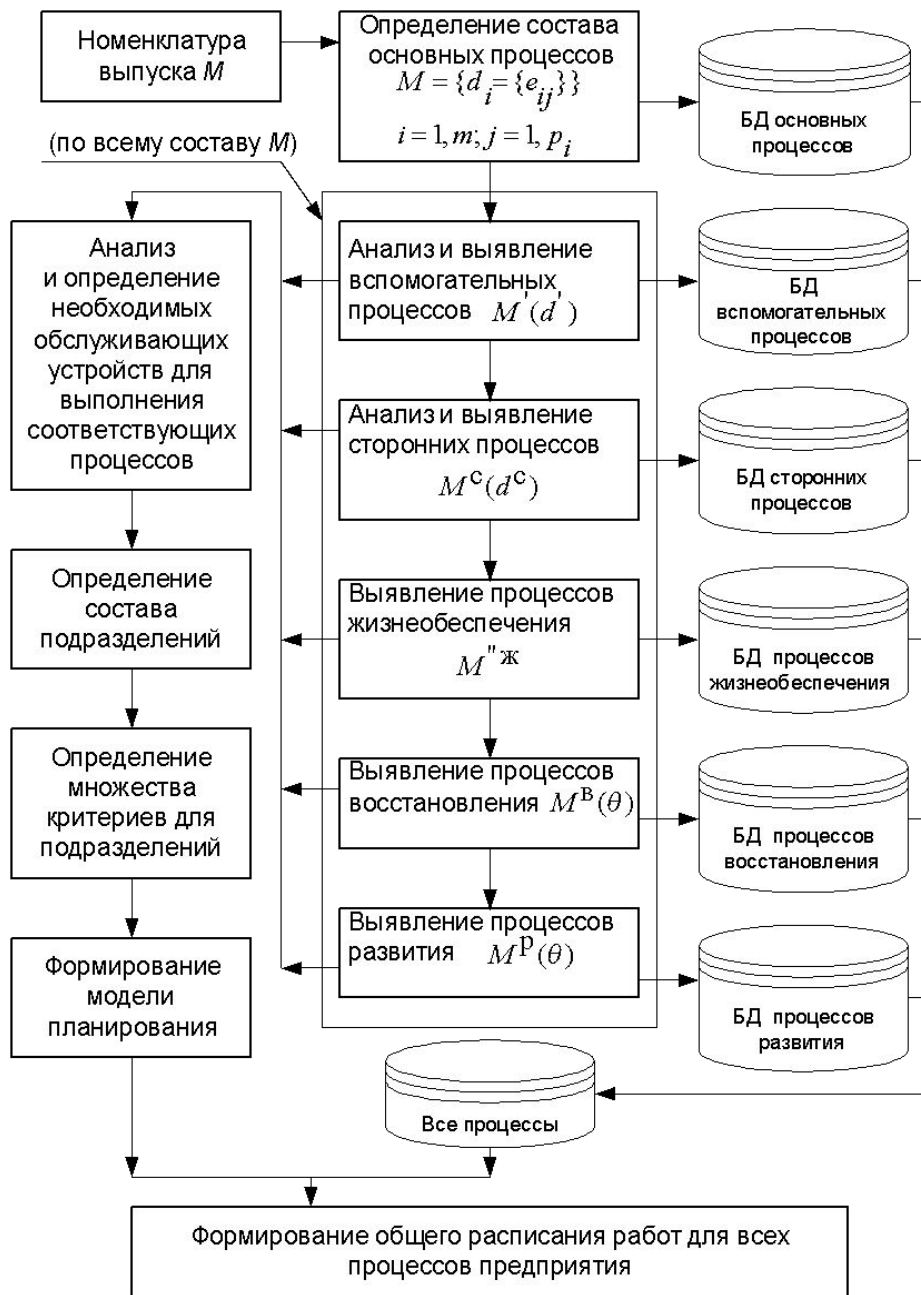 Номенклатура
выпуска M
Определение состава
основных процессов
M = {d_i = {e_ij}}
i = 1, m; j = 1, p_i
БД основных
процессов
(по всему составу M)
Анализ
и определение
необходимых
обслуживающих
устройств для
выполнения
соответствующих
процессов
Анализ и выявление
вспомогательных
процессов M'(d')
БД
вспомогательных
процессов
Анализ и выявление
сторонних процессов
M^c(d^c)
БД сторонних
процессов
Определение
состава
подразделений
Выявление процессов
жизнеобеспечения
M''ж
БД процессов
жизнеобеспечения
Определение
множества
критериев для
подразделений
Выявление процессов
восстановления M^в(θ)
БД процессов
восстановления
Формирование
модели
планирования
Выявление процессов
развития M^р(θ)
БД процессов
развития
Все процессы
Формирование общего расписания работ для всех
процессов предприятия